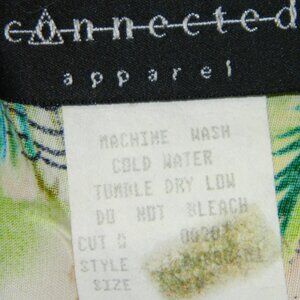 connected
apparel
MACHINE WASH
COLD WATER
TUMBLE DRY LOW
DO NOT BLEACH
CUT
STYLE
SIZE